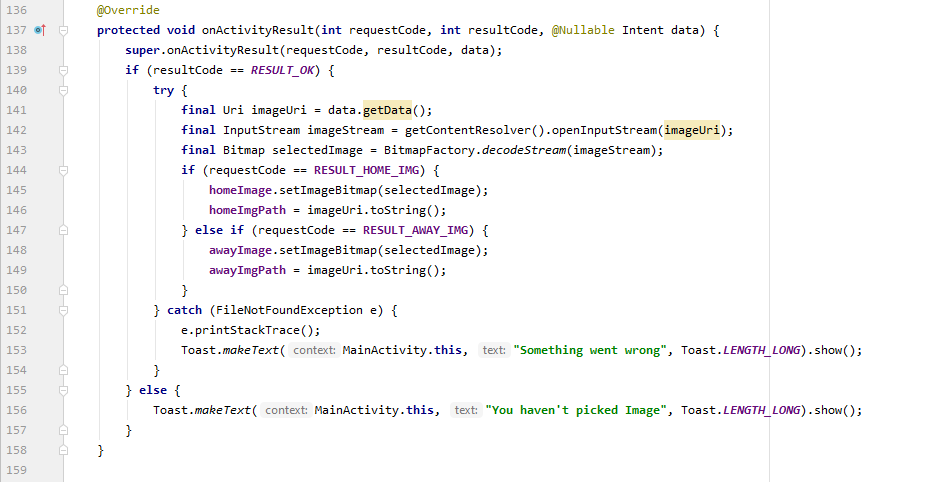 136 @Override
137 protected void onActivityResult(int requestCode, int resultCode, @Nullable Intent data) {
138 super.onActivityResult(requestCode, resultCode, data);
139 if (resultCode == RESULT_OK) {
140 try {
141 final Uri imageUri = data.getData();
142 final InputStream imageStream = getContentResolver().openInputStream(imageUri);
143 final Bitmap selectedImage = BitmapFactory.decodeStream(imageStream);
144 if (requestCode == RESULT_HOME_IMG) {
145 homeImage.setImageBitmap(selectedImage);
146 homeImgPath = imageUri.toString();
147 } else if (requestCode == RESULT_AWAY_IMG) {
148 awayImage.setImageBitmap(selectedImage);
149 awayImgPath = imageUri.toString();
150 }
151 } catch (FileNotFoundException e) {
152 e.printStackTrace();
153 Toast.makeText( context: MainActivity.this, text: "Something went wrong", Toast.LENGTH_LONG).show();
154 }
155 } else {
156 Toast.makeText( context: MainActivity.this, text: "You haven't picked Image", Toast.LENGTH_LONG).show();
157 }
158 }
159